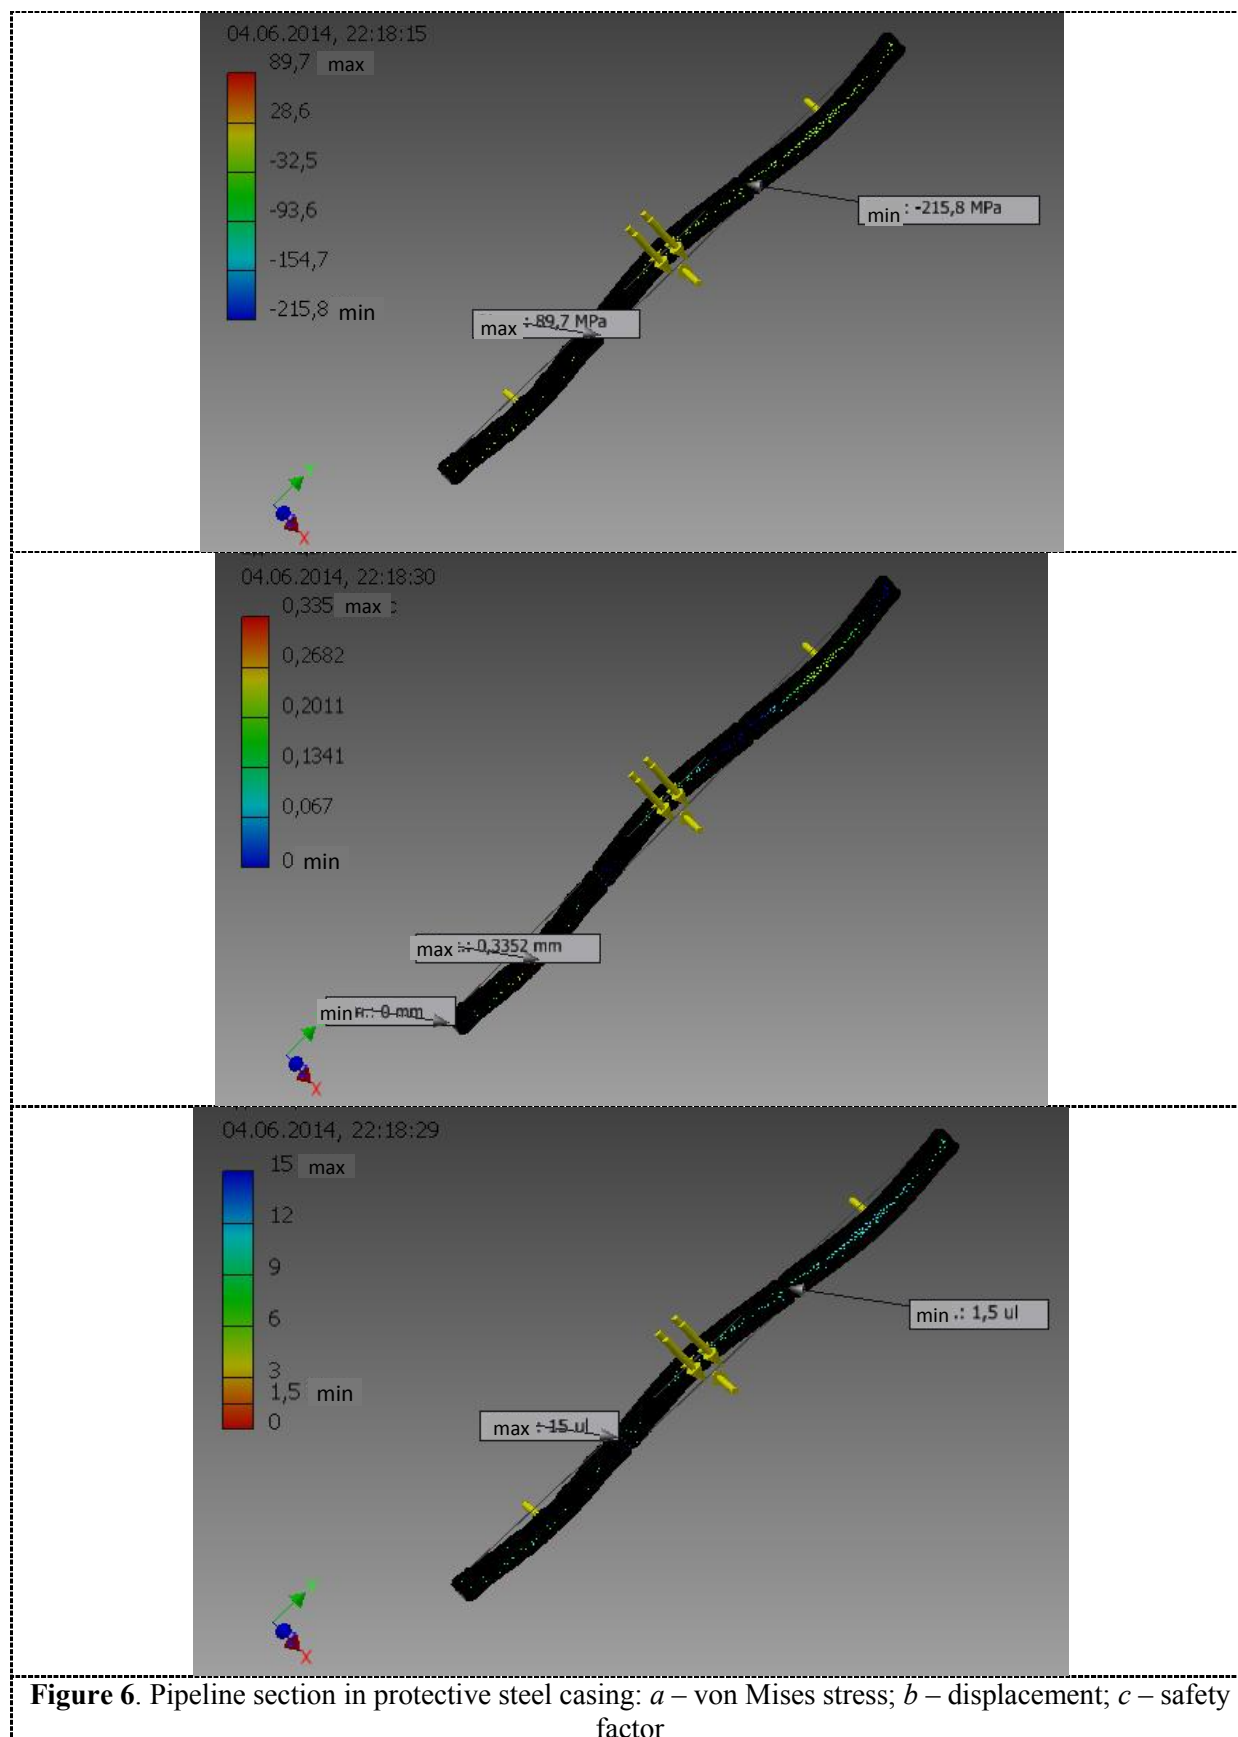 04.06.2014, 22:18:15
89,7 max
28,6
-32,5
-93,6
-154,7
-215,8 min
min : -215,8 MPa
max : 89,7 MPa
X
04.06.2014, 22:18:30
0,335 max
0,2682
0,2011
0,1341
0,067
0 min
max .: 0,3352 mm
min .: 0 mm
X
04.06.2014, 22:18:29
15 max
12
9
6
3
1,5 min
0
min .: 1,5 ul
max : 15 ul
X
Figure 6. Pipeline section in protective steel casing: a – von Mises stress; b – displacement; c – safety
factor